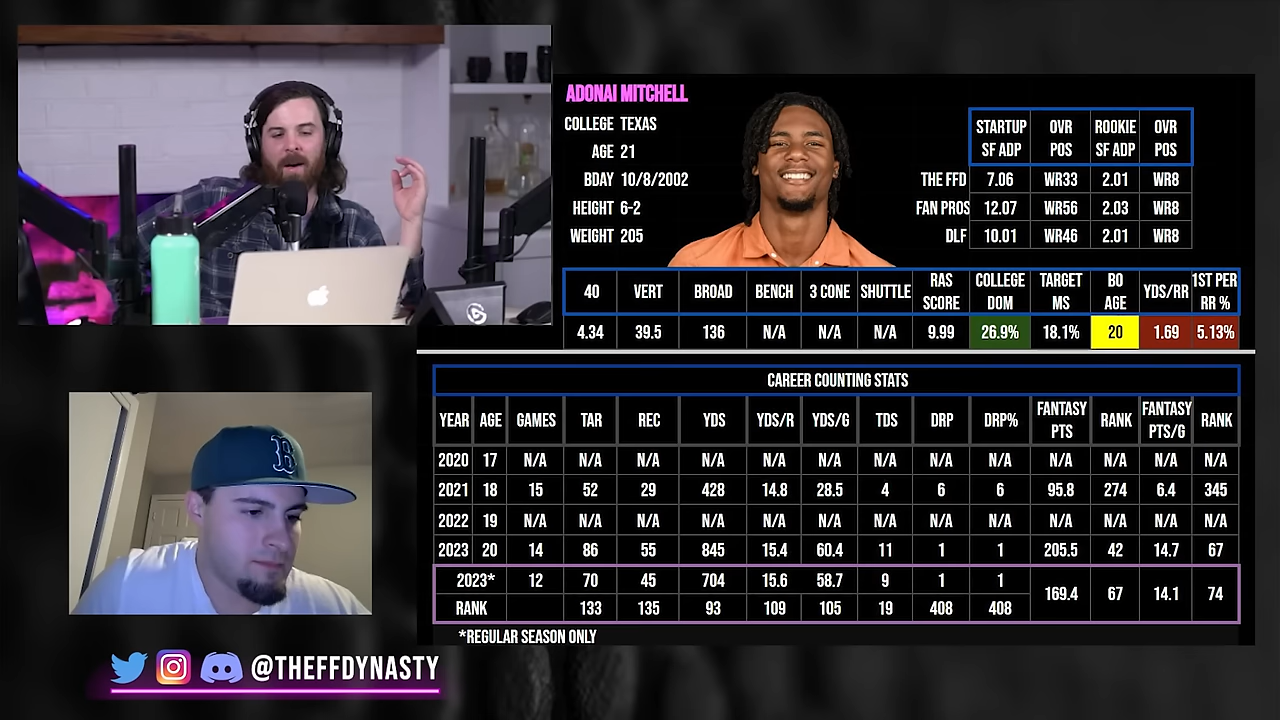 ADONAI MITCHELL
COLLEGE TEXAS
AGE 21
BDAY 10/8/2002
HEIGHT 6-2
WEIGHT 205
STARTUP SF ADP OVR POS ROOKIE SF ADP OVR POS
THE FFD 7.06 WR33 2.01 WR8
FAN PROS 12.07 WR56 2.03 WR8
DLF 10.01 WR46 2.01 WR8
40 VERT BROAD BENCH 3 CONE SHUTTLE RAS SCORE COLLEGE DOM TARGET MS BO AGE YDS/RR 1ST PER RR %
4.34 39.5 136 N/A N/A N/A 9.99 26.9% 18.1% 20 1.69 5.13%
CAREER COUNTING STATS
YEAR AGE GAMES TAR REC YDS YDS/R YDS/G TDS DRP DRP% FANTASY PTS RANK FANTASY PTS/G RANK
2020 17 N/A N/A N/A N/A N/A N/A N/A N/A N/A N/A N/A N/A N/A
2021 18 15 52 29 428 14.8 28.5 4 6 6 95.8 274 6.4 345
2022 19 N/A N/A N/A N/A N/A N/A N/A N/A N/A N/A N/A N/A N/A
2023 20 14 86 55 845 15.4 60.4 11 1 1 205.5 42 14.7 67
2023* 12 70 45 704 15.6 58.7 9 1 1 169.4 67 14.1 74
RANK 133 135 93 109 105 19 408 408
*REGULAR SEASON ONLY
B
@THEFFDYNASTY